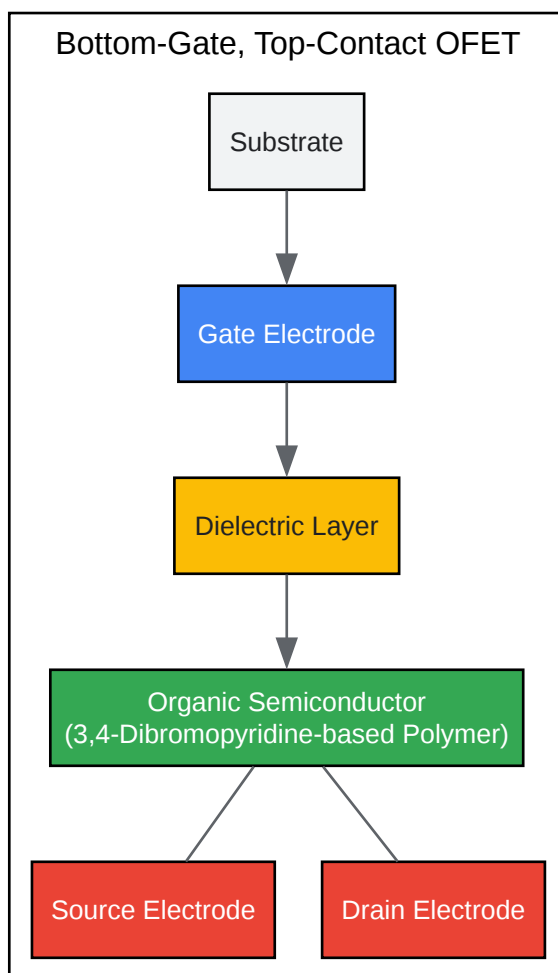 Bottom-Gate, Top-Contact OFET
Substrate
Gate Electrode
Dielectric Layer
Organic Semiconductor
(3,4-Dibromopyridine-based Polymer)
Source Electrode
Drain Electrode